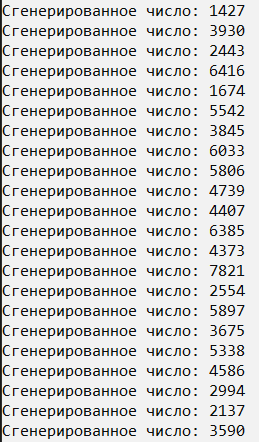 Сгенерированное число: 1427
Сгенерированное число: 3930
Сгенерированное число: 2443
Сгенерированное число: 6416
Сгенерированное число: 1674
Сгенерированное число: 5542
Сгенерированное число: 3845
Сгенерированное число: 6033
Сгенерированное число: 5806
Сгенерированное число: 4739
Сгенерированное число: 4407
Сгенерированное число: 6385
Сгенерированное число: 4373
Сгенерированное число: 7821
Сгенерированное число: 2554
Сгенерированное число: 5897
Сгенерированное число: 3675
Сгенерированное число: 5338
Сгенерированное число: 4586
Сгенерированное число: 2994
Сгенерированное число: 2137
Сгенерированное число: 3590